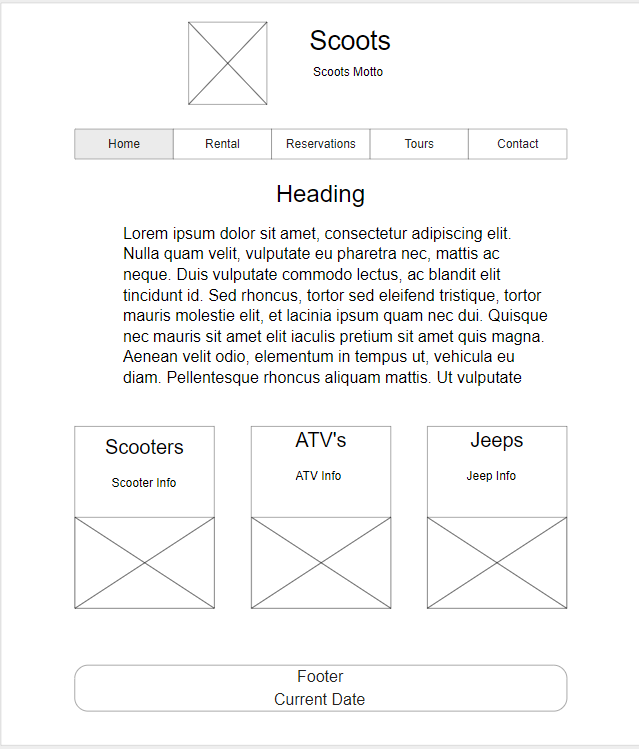 Scoots
Scoots Motto
Home Rental Reservations Tours Contact
Heading
Lorem ipsum dolor sit amet, consectetur adipiscing elit.
Nulla quam velit, vulputate eu pharetra nec, mattis ac
neque. Duis vulputate commodo lectus, ac blandit elit
tincidunt id. Sed rhoncus, tortor sed eleifend tristique, tortor
mauris molestie elit, et lacinia ipsum quam nec dui. Quisque
nec mauris sit amet elit iaculis pretium sit amet quis magna.
Aenean velit odio, elementum in tempus ut, vehicula eu
diam. Pellentesque rhoncus aliquam mattis. Ut vulputate
Scooters
Scooter Info
ATV's
ATV Info
Jeeps
Jeep Info
Footer
Current Date